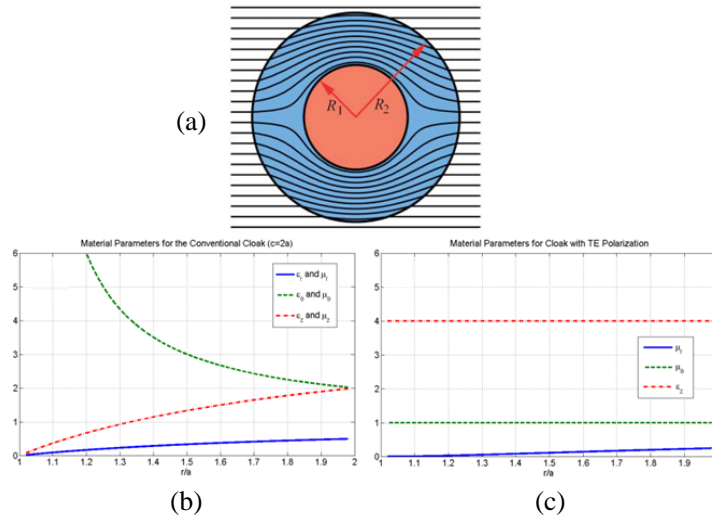 R1
R2
(a)
Material Parameters for the Conventional Cloak (c=2a)
6
5
4
3
2
1
0
εr and μr
εθ and μθ
εz and μz
1
1.1
1.2
1.3
1.4
1.5
1.6
1.7
1.8
1.9
2
r/a
(b)
Material Parameters for Cloak with TE Polarization
6
5
4
3
2
1
0
μr
μθ
εz
1
1.1
1.2
1.3
1.4
1.5
1.6
1.7
1.8
1.9
r/a
(c)